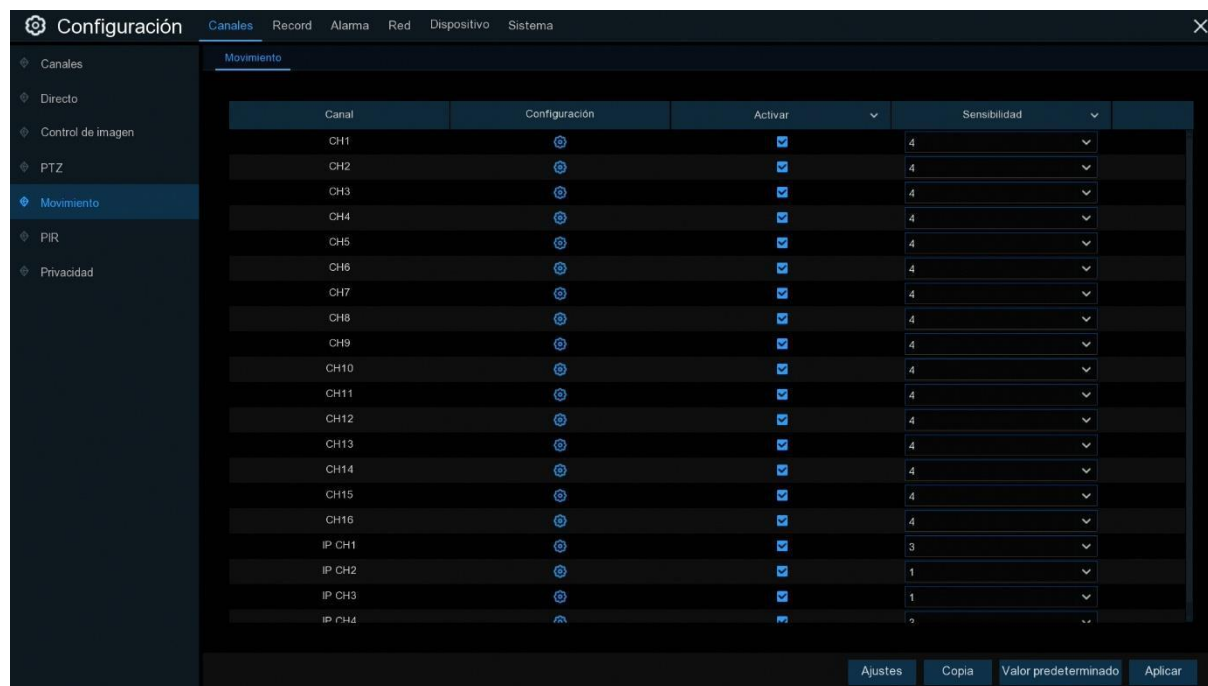 Configuración Canales Record Alarma Red Dispositivo Sistema
Canales
Directo
Control de imagen
PTZ
Movimiento
PIR
Privacidad
Movimiento
Canal Configuración Activar Sensibilidad
CH1 4
CH2 4
CH3 4
CH4 4
CH5 4
CH6 4
CH7 4
CH8 4
CH9 4
CH10 4
CH11 4
CH12 4
CH13 4
CH14 4
CH15 4
CH16 4
IP CH1 3
IP CH2 1
IP CH3 1
IP CH4
Ajustes Copia Valor predeterminado Aplicar